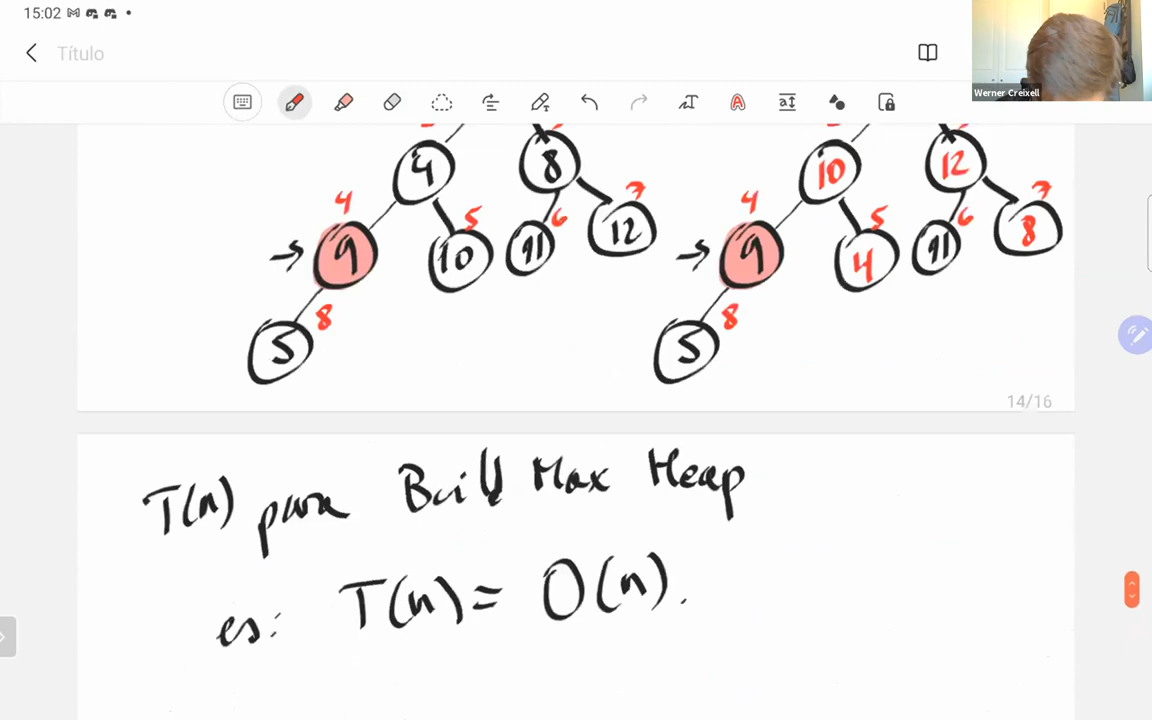 15:02
Título
Werner Creixell
4 8 10 12
4 5 6 7 4 5 6 7
→ 9 10 11 12 → 9 4 11 8
8 8
5 5
14/16
T(n) para Build Max Heap
es: T(n) = O(n).